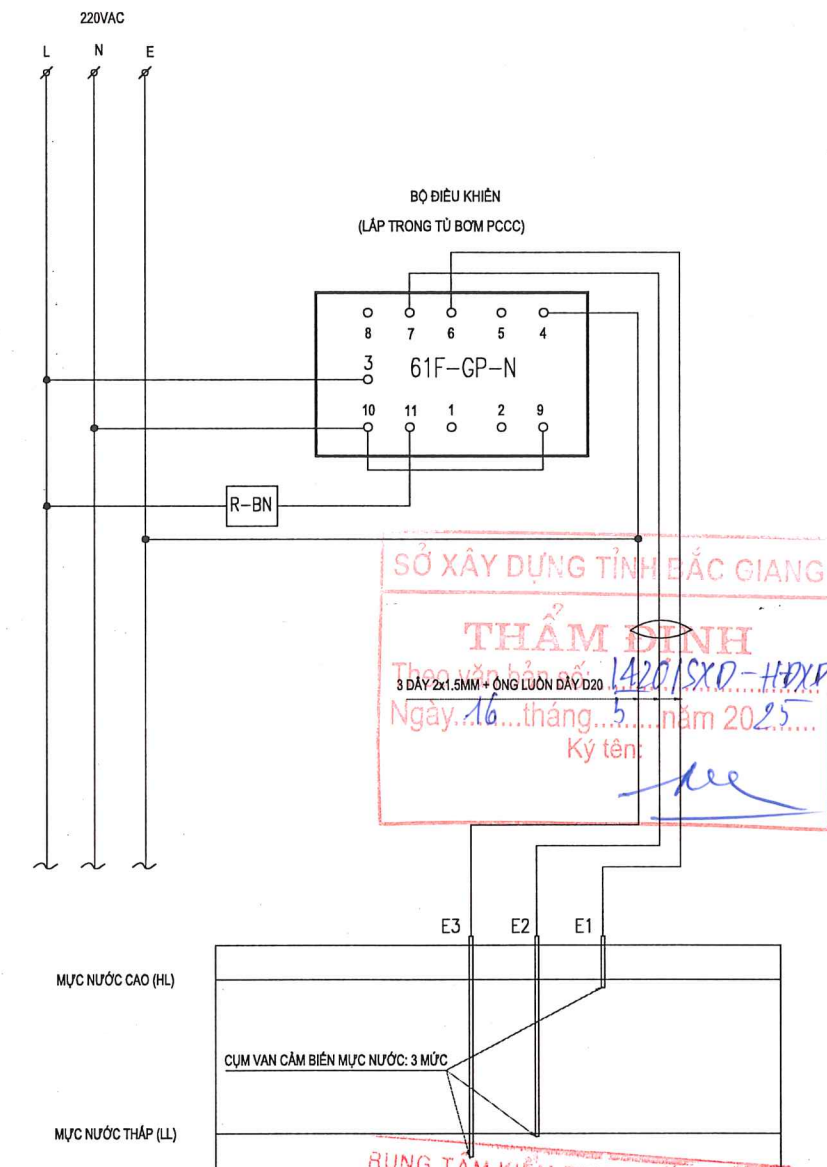 220VAC
L N E
BỘ ĐIỀU KHIỂN
(LẮP TRONG TỦ BƠM PCCC)
8 7 6 5 4
3 61F-GP-N
10 11 1 2 9
R-BN
SỞ XÂY DỰNG TỈNH BẮC GIANG
THẨM ĐỊNH
Theo văn bản số: 1420/SXD-HĐXD
3 DÂY 2x1.5MM + ỐNG LUỒN DÂY D20
Ngày 16 tháng 5 năm 2025
Ký tên:
E3 E2 E1
MỰC NƯỚC CAO (HL)
CỤM VAN CẢM BIẾN MỰC NƯỚC: 3 MỨC
MỰC NƯỚC THẤP (LL)